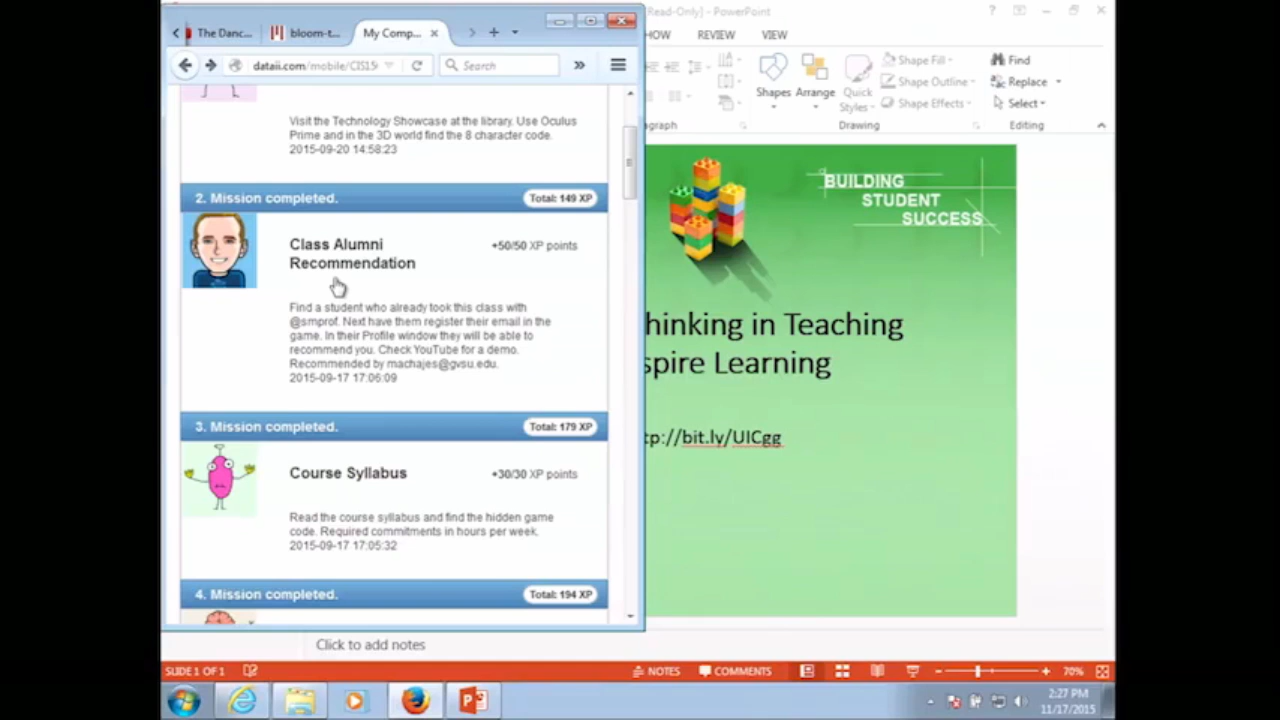 The Danc...
bloom-t...
My Comp...
dataii.com/mobile/CIS15
Search
Visit the Technology Showcase at the library. Use Oculus
Prime and in the 3D world find the 8 character code.
2015-09-20 14:58:23
2. Mission completed.
Total: 149 XP
Class Alumni
Recommendation
+50/50 XP points
Find a student who already took this class with
@smprof. Next have them register their email in the
game. In their Profile window they will be able to
recommend you. Check YouTube for a demo.
Recommended by machajes@gvsu.edu.
2015-09-17 17:06:09
3. Mission completed.
Total: 179 XP
Course Syllabus
+30/30 XP points
Read the course syllabus and find the hidden game
code. Required commitments in hours per week.
2015-09-17 17:05:32
4. Mission completed.
Total: 194 XP
[Read-Only] - PowerPoint
HOW
REVIEW
VIEW
Shapes
Arrange
Quick
Styles
Shape Fill
Shape Outline
Shape Effects
Find
Replace
Select
agraph
Drawing
Editing
BUILDING
STUDENT
SUCCESS
hinking in Teaching
spire Learning
tp://bit.ly/UICgg
Click to add notes
SLIDE 1 OF 1
NOTES
COMMENTS
70%
2:27 PM
11/17/2015